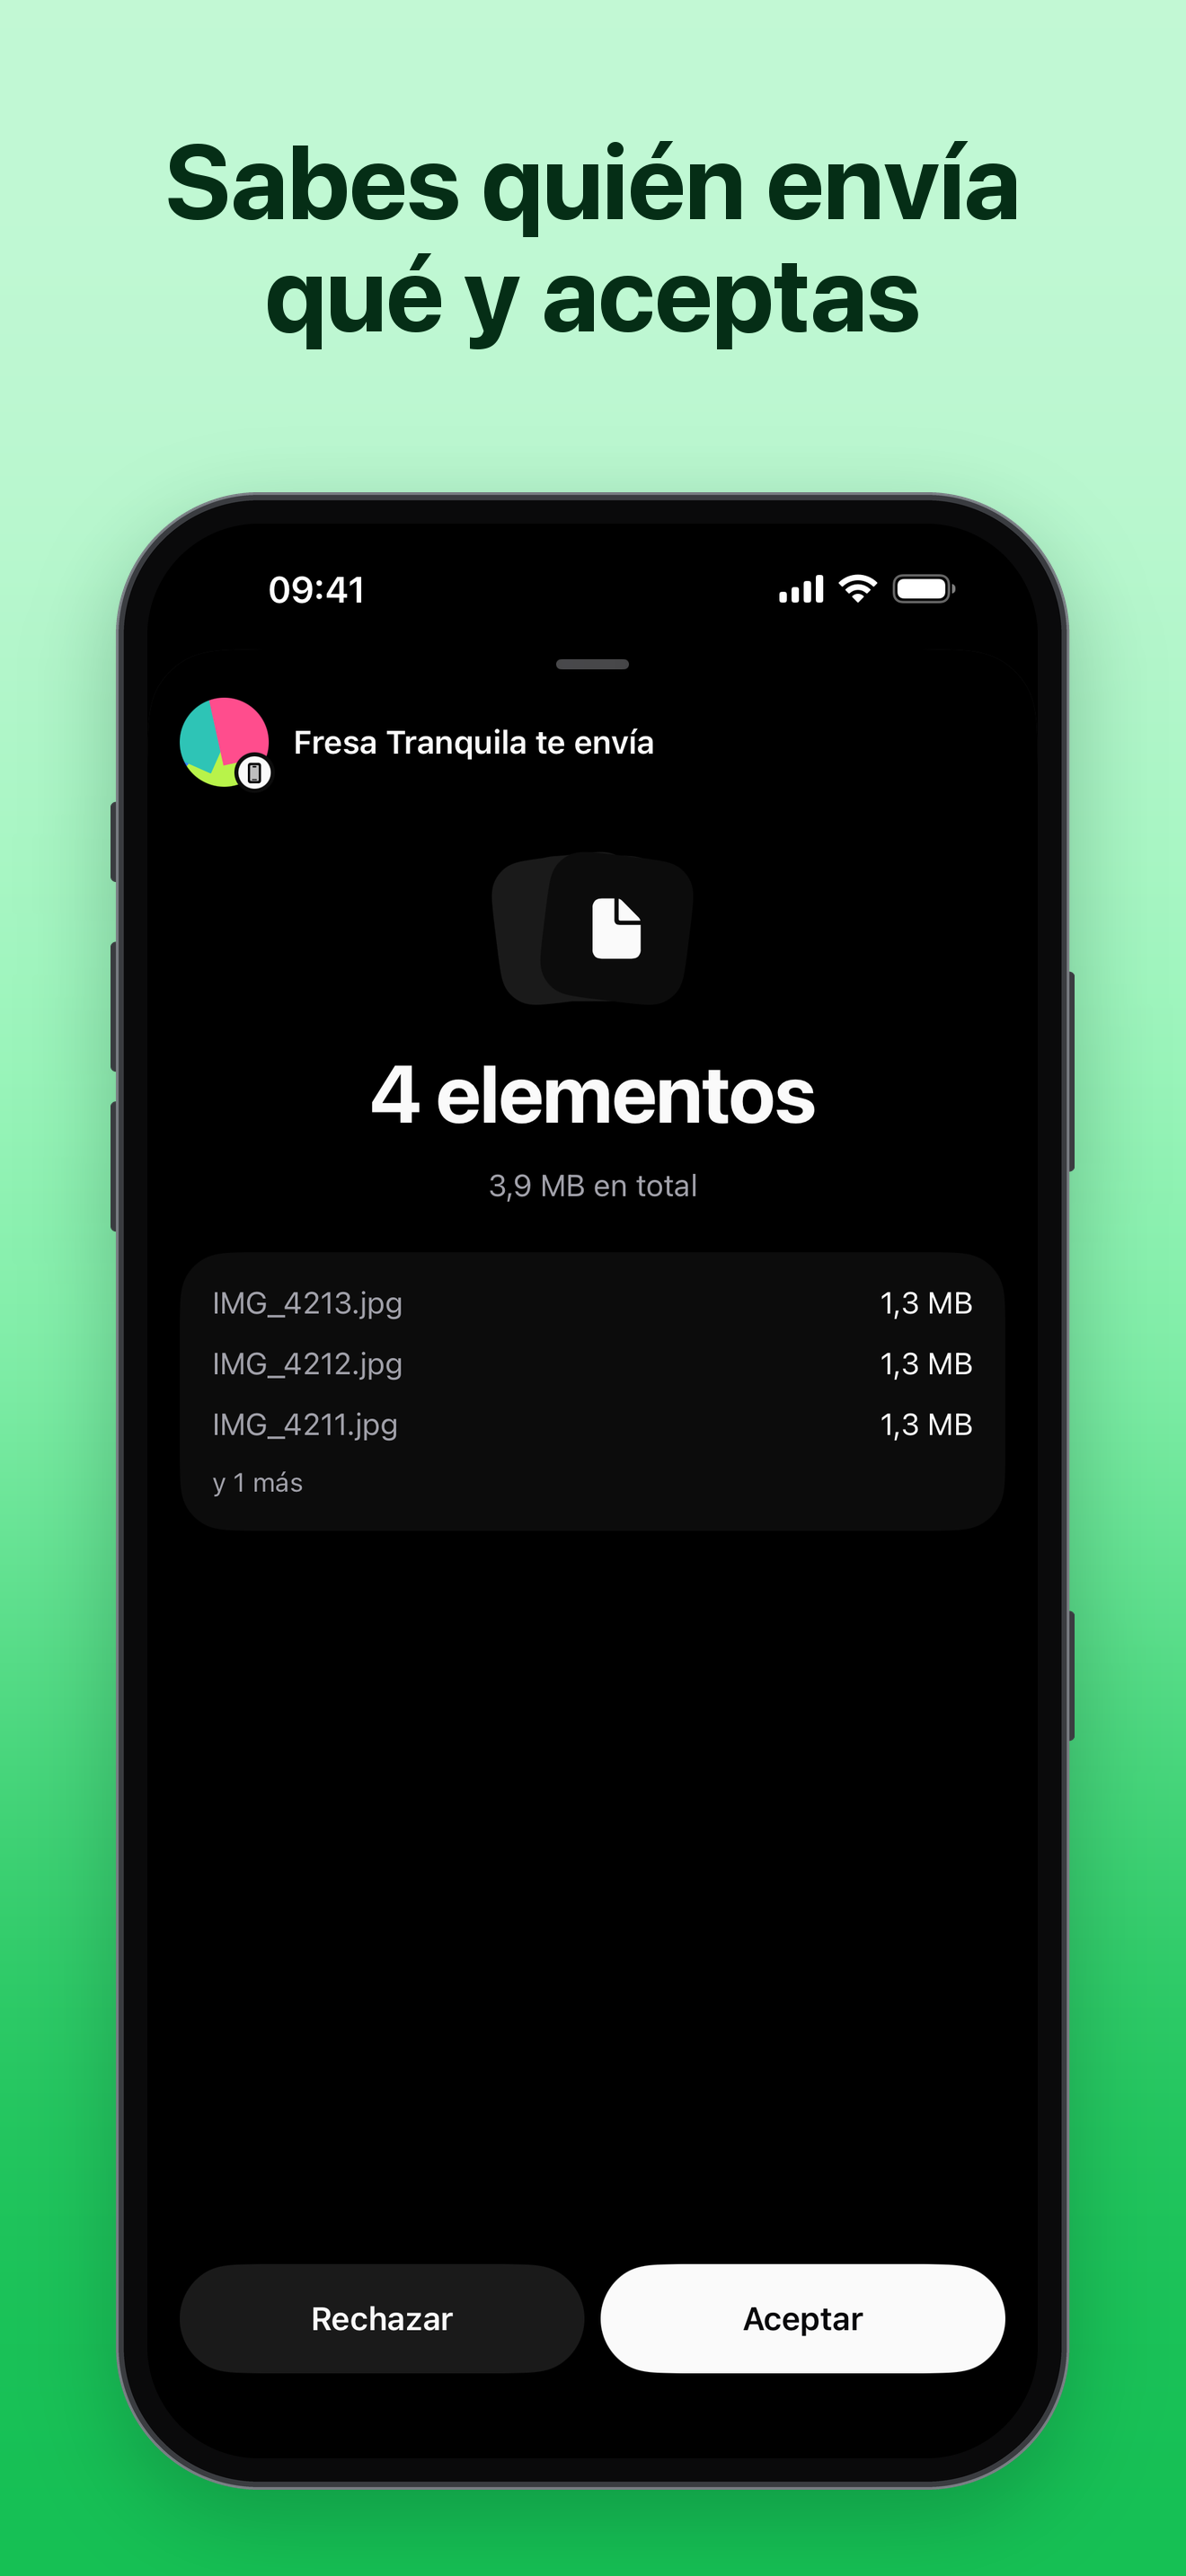 Sabes quién envía
qué y aceptas
09:41
Fresa Tranquila te envía
4 elementos
3,9 MB en total
IMG_4213.jpg 1,3 MB
IMG_4212.jpg 1,3 MB
IMG_4211.jpg 1,3 MB
y 1 más
Rechazar Aceptar